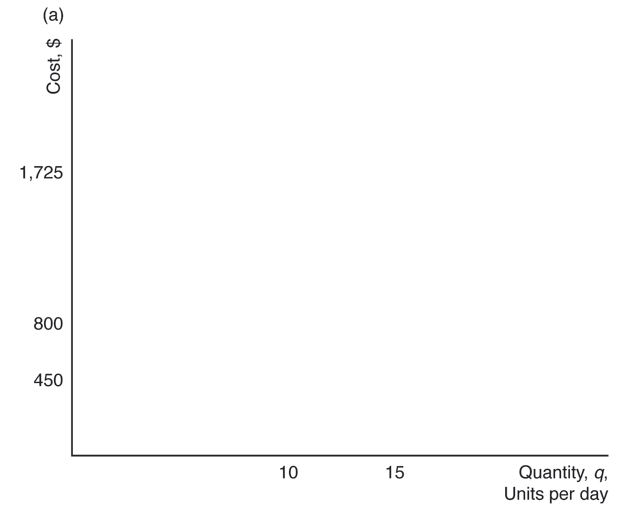 (a)
Cost, $
1,725
800
450
10 15 Quantity, q,
Units per day